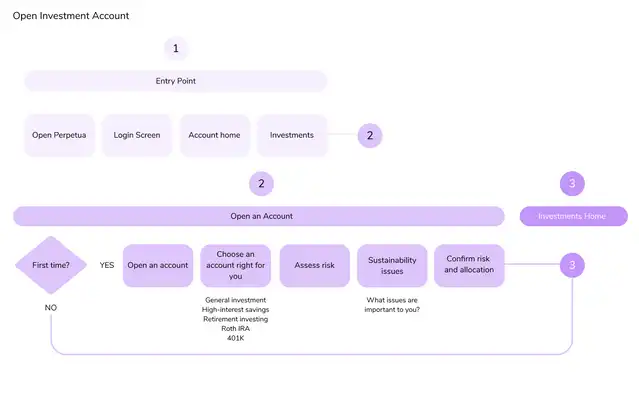 Open Investment Account
1
Entry Point
Open Perpetua
Login Screen
Account home
Investments
2
2
3
Open an Account
Investments Home
First time?
YES
Open an account
Choose an
account right for
you
Assess risk
Sustainability
issues
Confirm risk
and allocation
3
General investment
High-interest savings
Retirement investing
Roth IRA
401K
What issues are
important to you?
NO